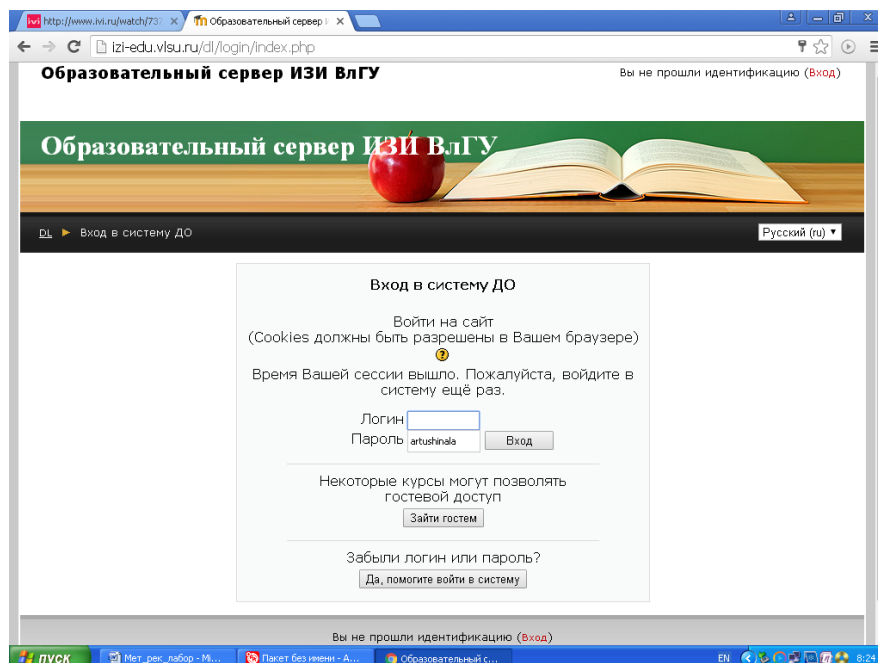 http://www.ivi.ru/watch/737
Образовательный сервер И
izi-edu.vlsu.ru/dl/login/index.php
Образовательный сервер ИЗИ ВлГУ
Вы не прошли идентификацию (Вход)
Образовательный сервер ИЗИ ВлГУ
DL ► Вход в систему ДО
Русский (ru)
Вход в систему ДО
Войти на сайт
(Cookies должны быть разрешены в Вашем браузере)
Время Вашей сессии вышло. Пожалуйста, войдите в
систему ещё раз.
Логин
Пароль artushinala Вход
Некоторые курсы могут позволять
гостевой доступ
Зайти гостем
Забыли логин или пароль?
Да, помогите войти в систему
Вы не прошли идентификацию (Вход)
пуск
Мет_рек_лабор - Mi...
Пакет без имени - A...
Образовательный с...
EN
8:24